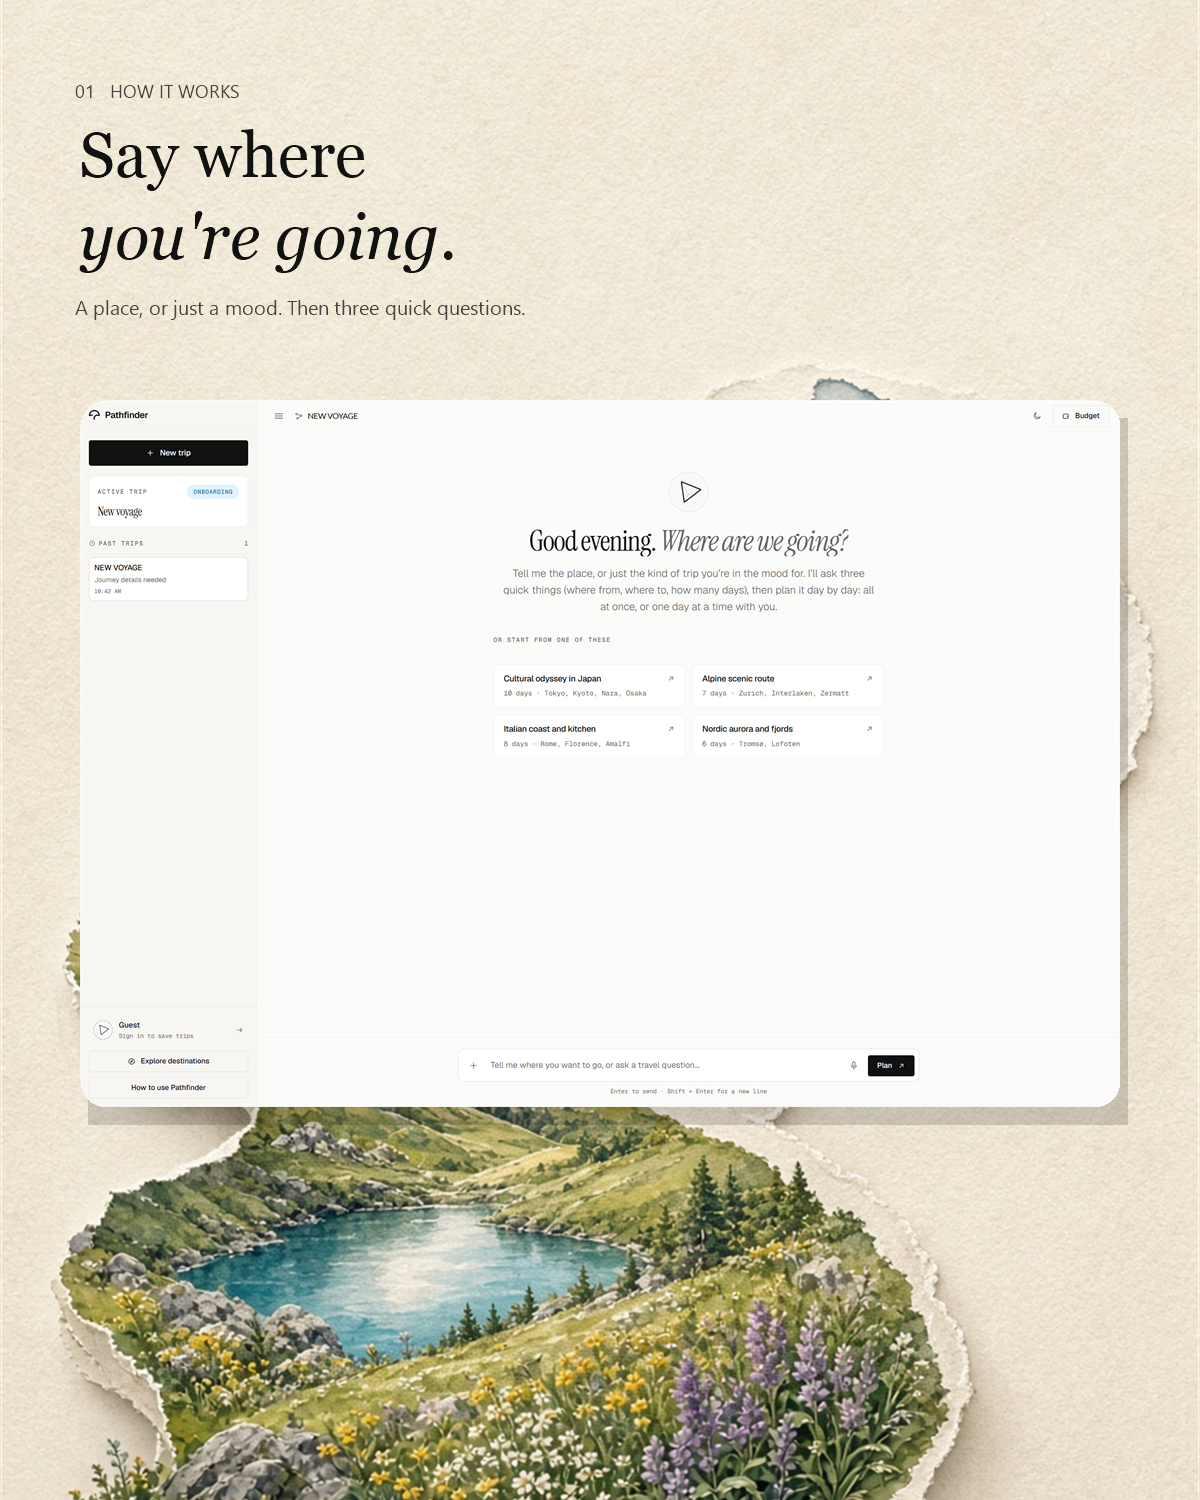 01 HOW IT WORKS
Say where
you're going.
A place, or just a mood. Then three quick questions.
Pathfinder
+ New trip
ACTIVE TRIP
ONBOARDING
New voyage
PAST TRIPS
1
NEW VOYAGE
Journey details needed
10:42 AM
Guest
Sign in to save trips
Explore destinations
How to use Pathfinder
NEW VOYAGE
Budget
Good evening. Where are we going?
Tell me the place, or just the kind of trip you're in the mood for. I'll ask three
quick things (where from, where to, how many days), then plan it day by day: all
at once, or one day at a time with you.
OR START FROM ONE OF THESE
Cultural odyssey in Japan
10 days · Tokyo, Kyoto, Nara, Osaka
Alpine scenic route
7 days · Zurich, Interlaken, Zermatt
Italian coast and kitchen
8 days · Rome, Florence, Amalfi
Nordic aurora and fjords
6 days · Tromsø, Lofoten
Tell me where you want to go, or ask a travel question...
Plan
Enter to send · Shift + Enter for a new line